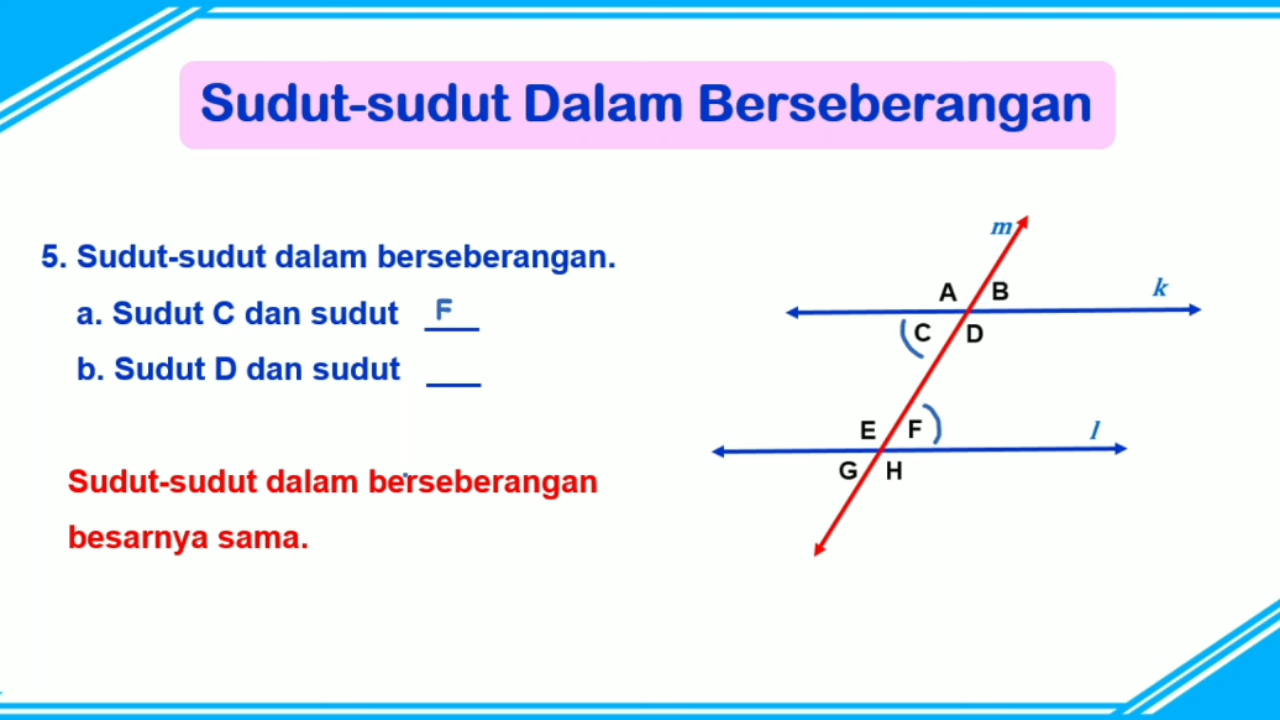 Sudut-sudut Dalam Berseberangan
5. Sudut-sudut dalam berseberangan.
a. Sudut C dan sudut F
b. Sudut D dan sudut ___
Sudut-sudut dalam berseberangan
besarnya sama.
m
A B k
C D
E F l
G H